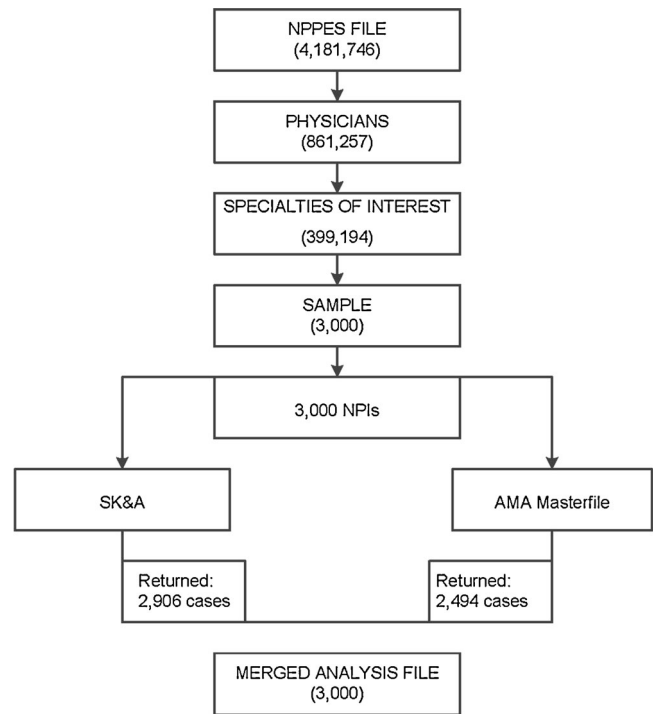 NPPES FILE
(4,181,746)
PHYSICIANS
(861,257)
SPECIALTIES OF INTEREST
(399,194)
SAMPLE
(3,000)
3,000 NPIs
SK&A
AMA Masterfile
Returned:
2,906 cases
Returned:
2,494 cases
MERGED ANALYSIS FILE
(3,000)